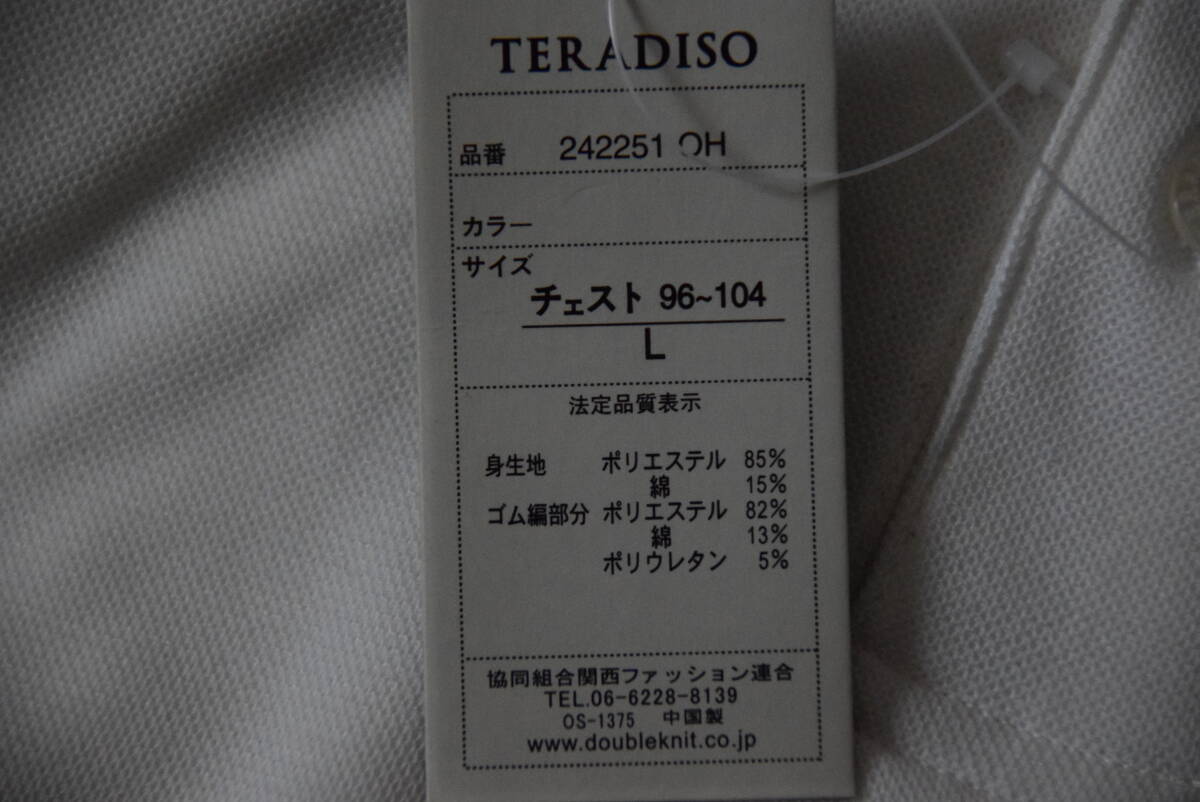 TERADISO
品番 242251 OH
カラー
サイズ
チェスト 96~104
L
法定品質表示
身生地 ポリエステル 85%
綿 15%
ゴム編部分 ポリエステル 82%
綿 13%
ポリウレタン 5%
協同組合関西ファッション連合
TEL.06-6228-8139
OS-1375 中国製
www.doubleknit.co.jp